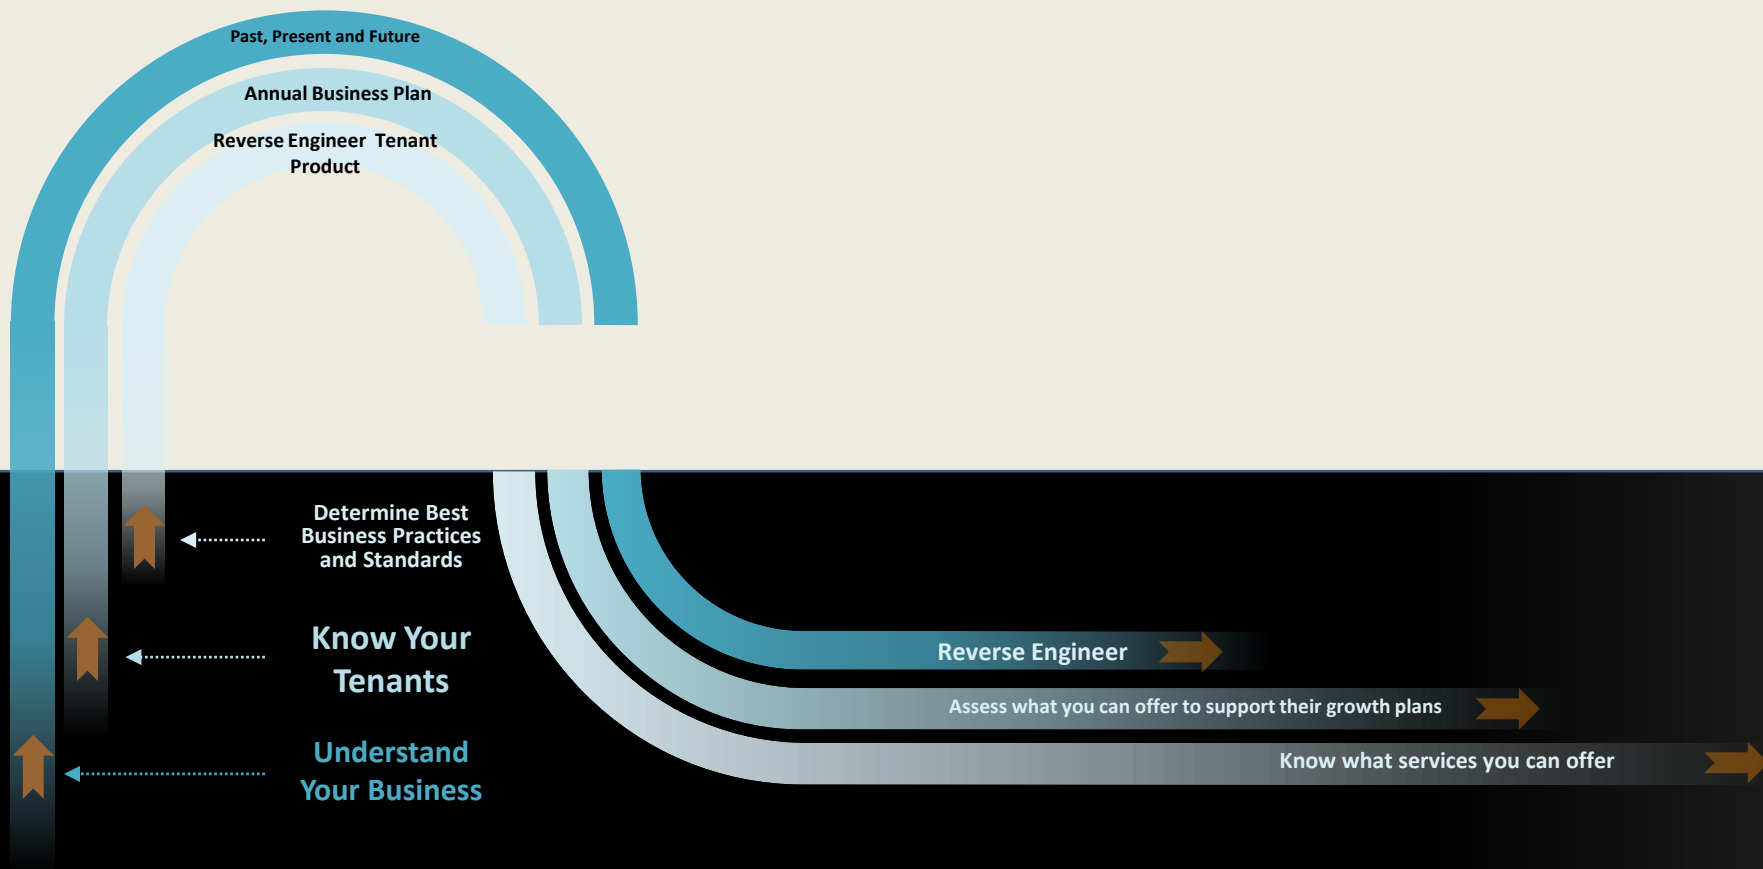 Past, Present and Future
Annual Business Plan
Reverse Engineer Tenant
Product
Determine Best
Business Practices
and Standards
Know Your
Tenants
Understand
Your Business
Reverse Engineer
Assess what you can offer to support their growth plans
Know what services you can offer